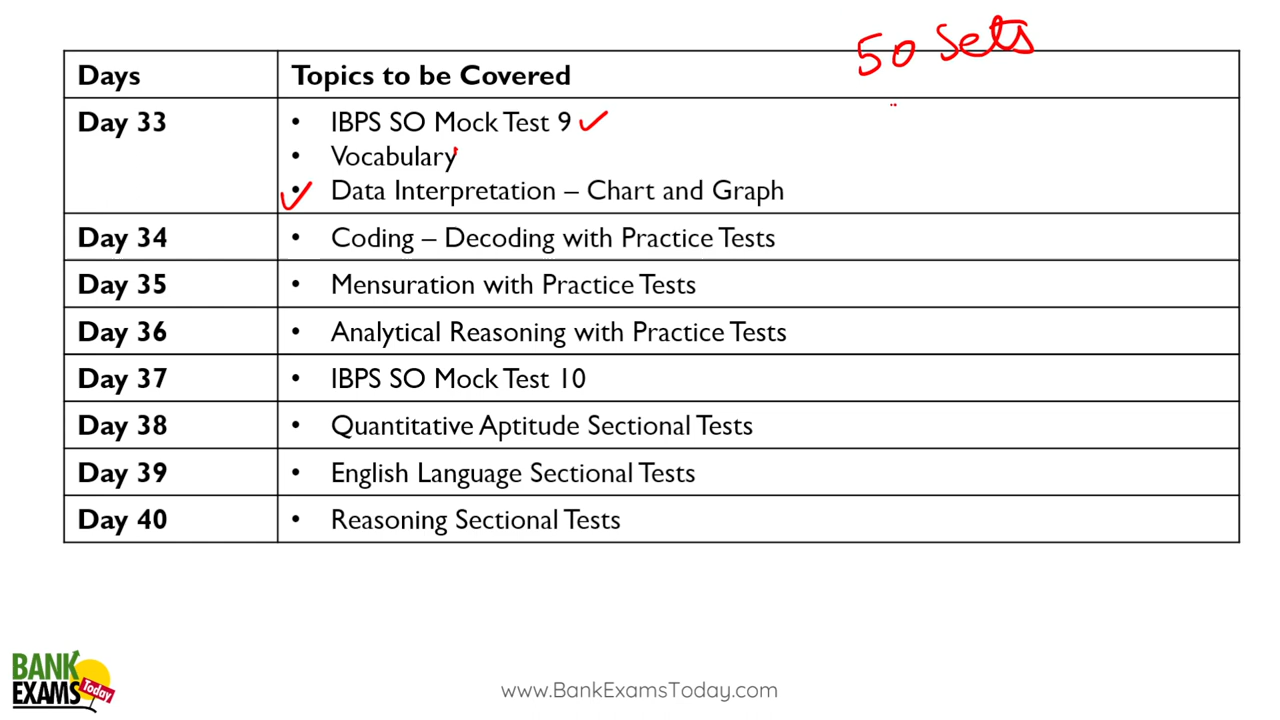 50 Sets
Days Topics to be Covered
Day 33 • IBPS SO Mock Test 9
• Vocabulary
• Data Interpretation – Chart and Graph
Day 34 • Coding – Decoding with Practice Tests
Day 35 • Mensuration with Practice Tests
Day 36 • Analytical Reasoning with Practice Tests
Day 37 • IBPS SO Mock Test 10
Day 38 • Quantitative Aptitude Sectional Tests
Day 39 • English Language Sectional Tests
Day 40 • Reasoning Sectional Tests
BANK
EXAMS Today
www.BankExamsToday.com